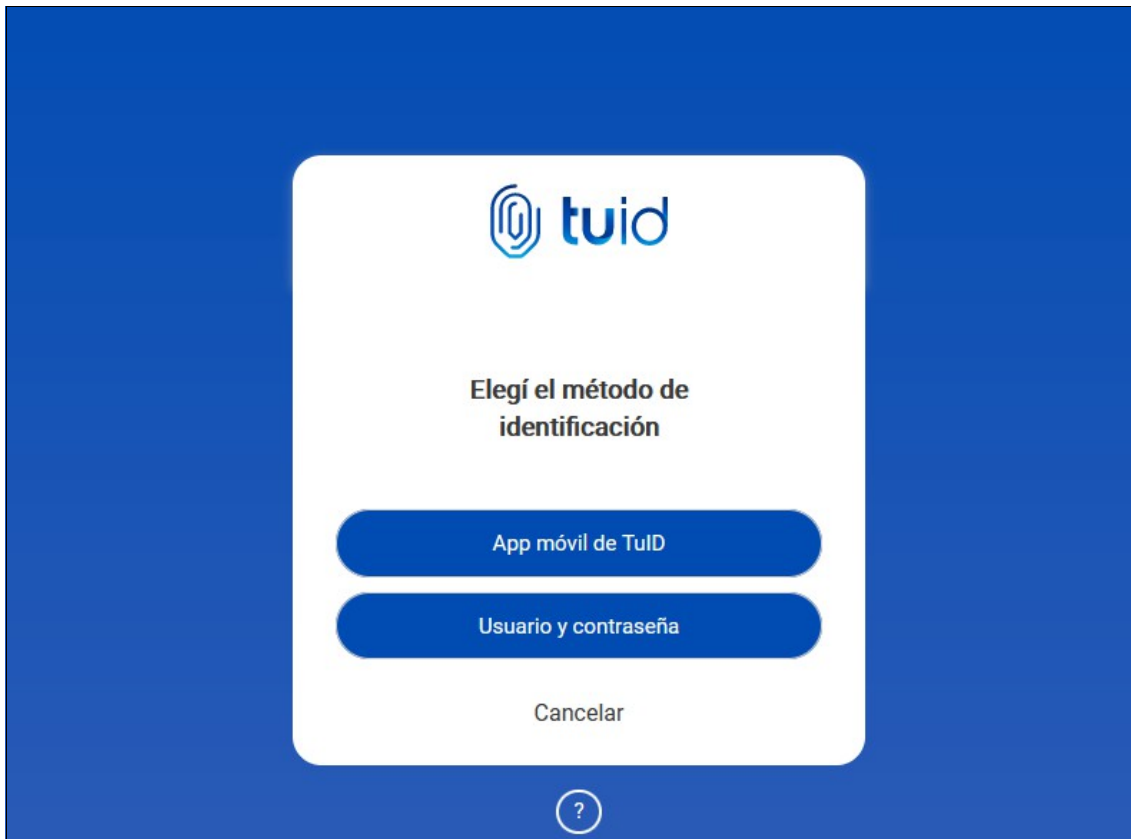 tuid
Elegí el método de
identificación
App móvil de TuID
Usuario y contraseña
Cancelar
?